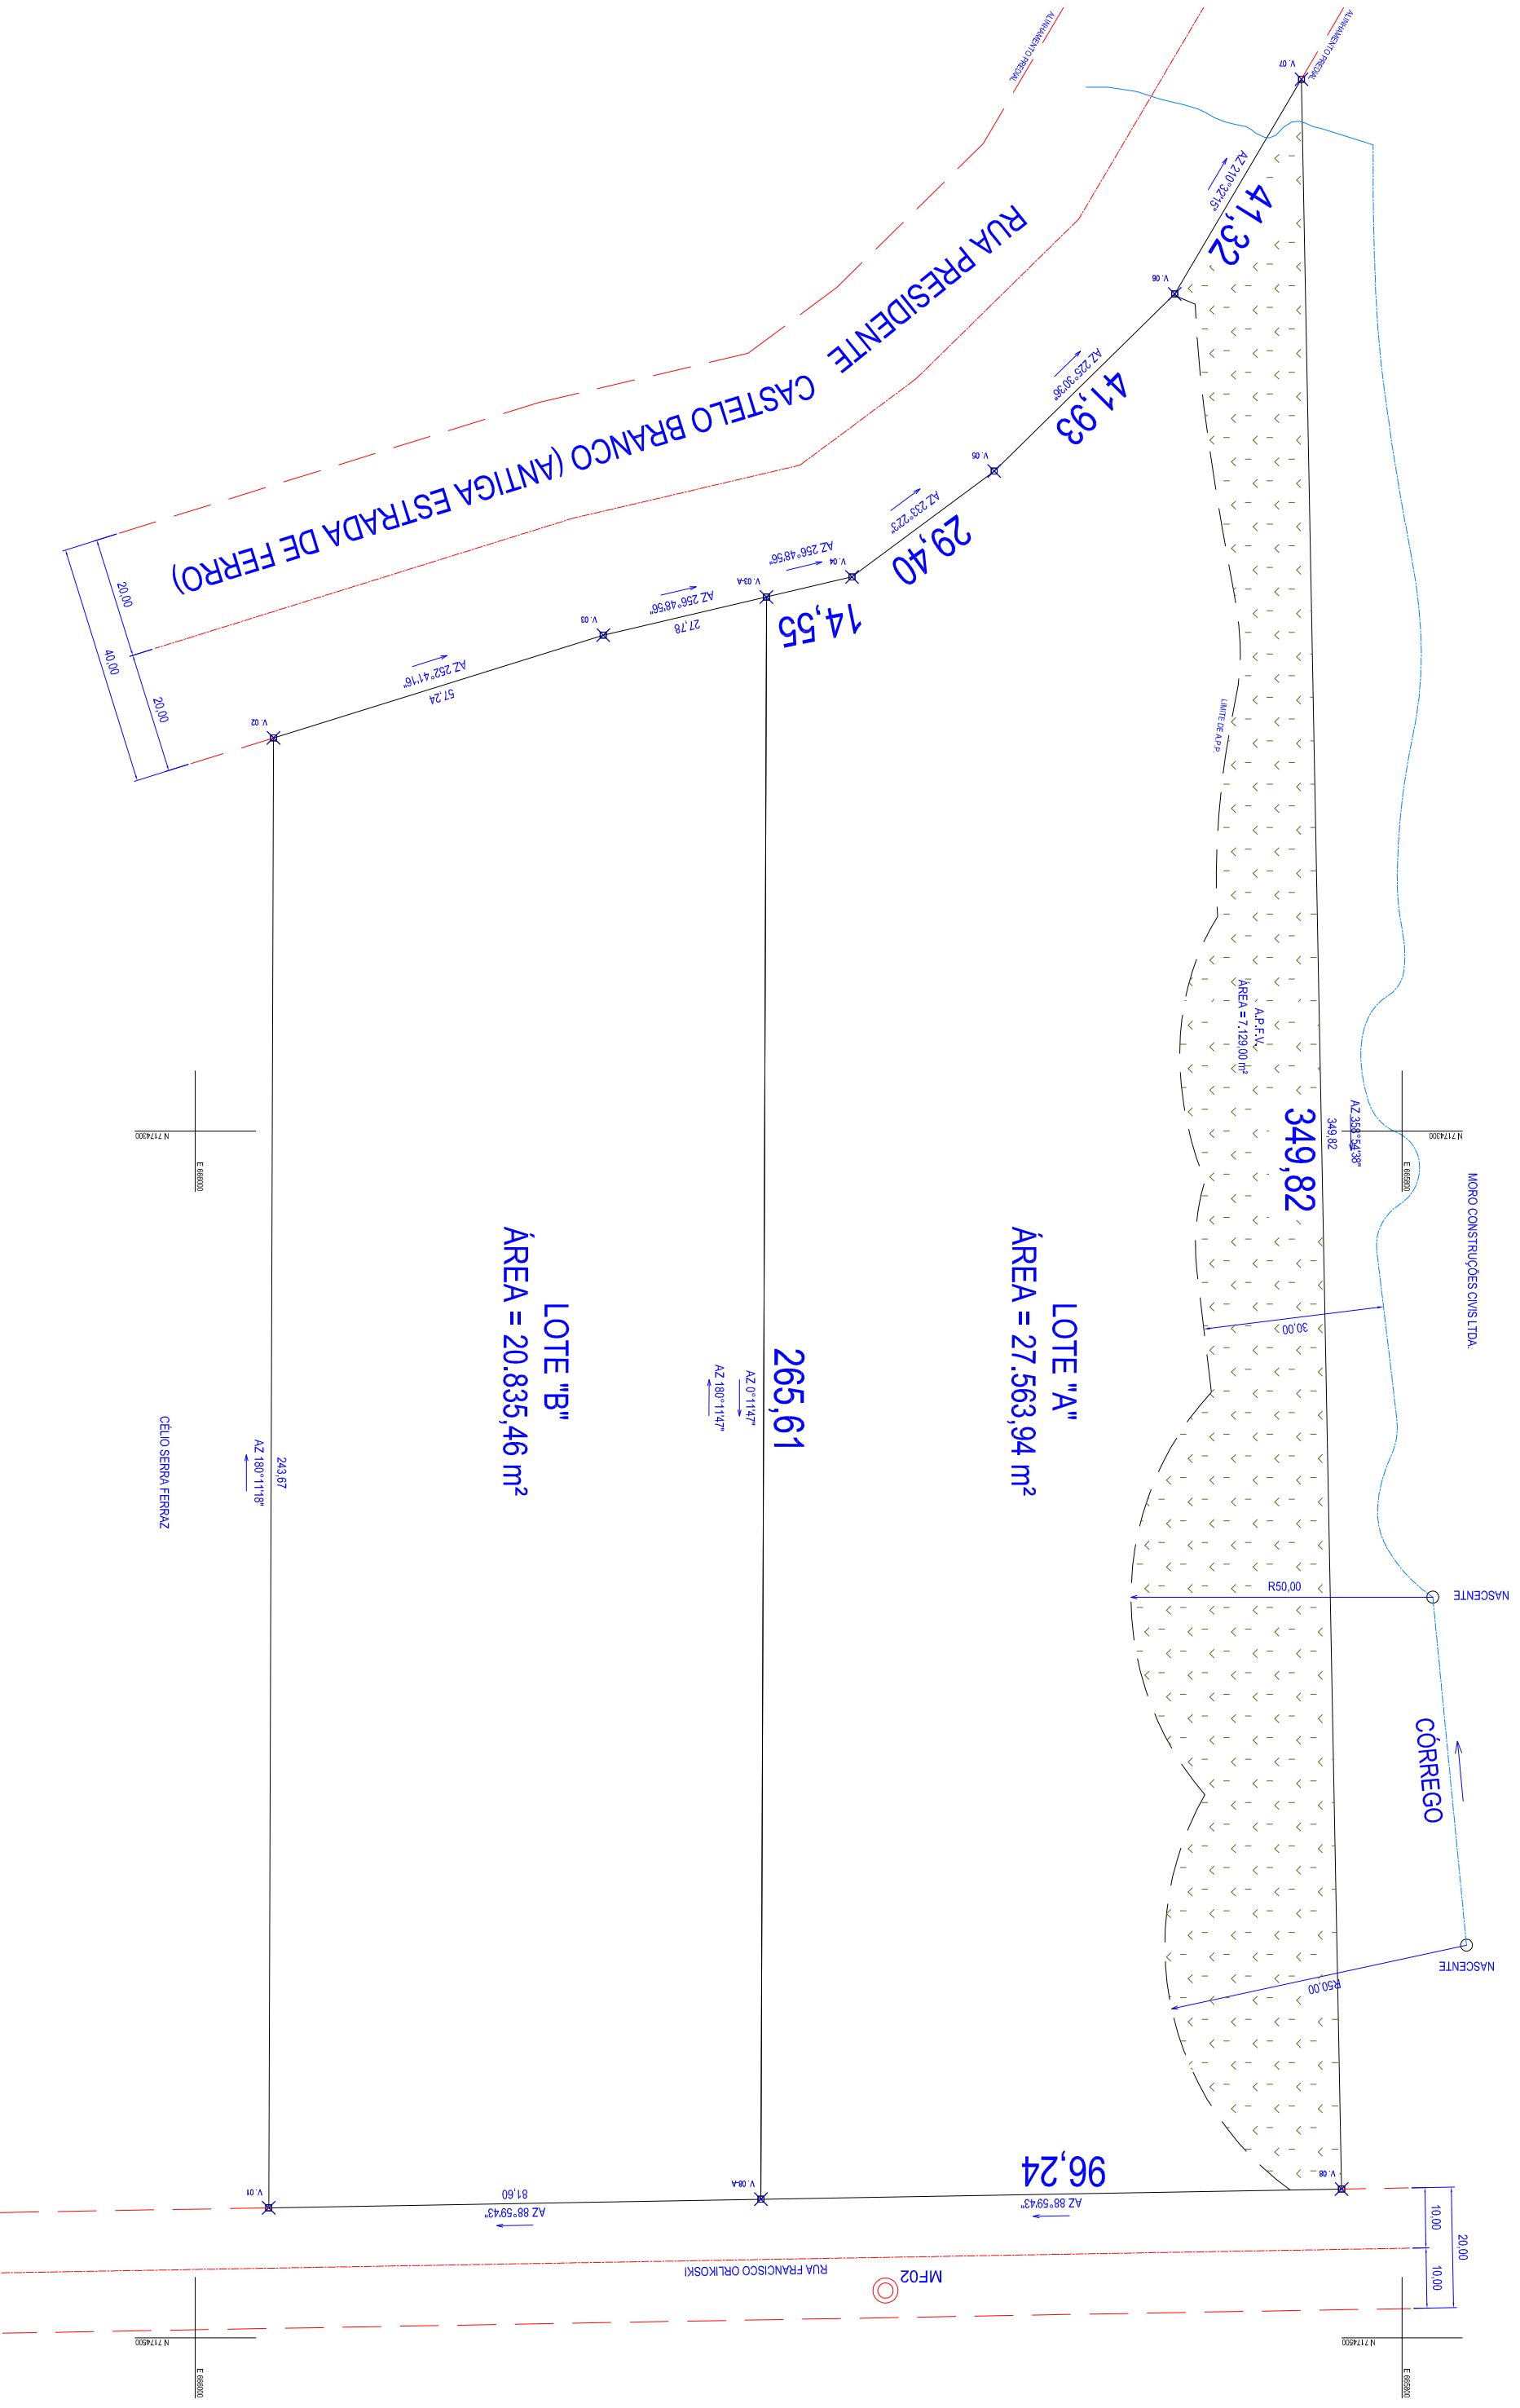 ALINHAMENTO PREDIAL
ALINHAMENTO PREDIAL
V. 07
AZ 210°32'15"
41,32
RUA PRESIDENTE
CASTELO BRANCO (ANTIGA ESTRADA DE FERRO)
V. 06
AZ 225°30'36"
41,93
V. 05
AZ 233°22'3"
29,40
AZ 256°48'56"
V. 04
14,55
V. 03-A
AZ 256°48'56"
27,78
V. 03
AZ 252°41'16"
57,24
V. 02
20,00
40,00
20,00
LIMITE DE A.P.P.
A.P.F.V.
ÁREA = 7.129,00 m²
349,82
349,82
AZ 358°54'38"
N 7174300
E 666000
N 7174300
E 665800
MORO CONSTRUÇÕES CIVIS LTDA.
LOTE "A"
ÁREA = 27.563,94 m²
LOTE "B"
ÁREA = 20.835,46 m²
265,61
AZ 0°11'47"
AZ 180°11'47"
243,67
AZ 180°11'18"
CÉLIO SERRA FERRAZ
30,00
R50,00
NASCENTE
CÓRREGO
NASCENTE
R50,00
96,24
V. 08
AZ 88°59'43"
V. 08-A
81,60
AZ 88°59'43"
V. 01
10,00
20,00
10,00
RUA FRANCISCO ORLIKOSKI
MF02
N 7174500
E 666000
N 7174500
E 665800